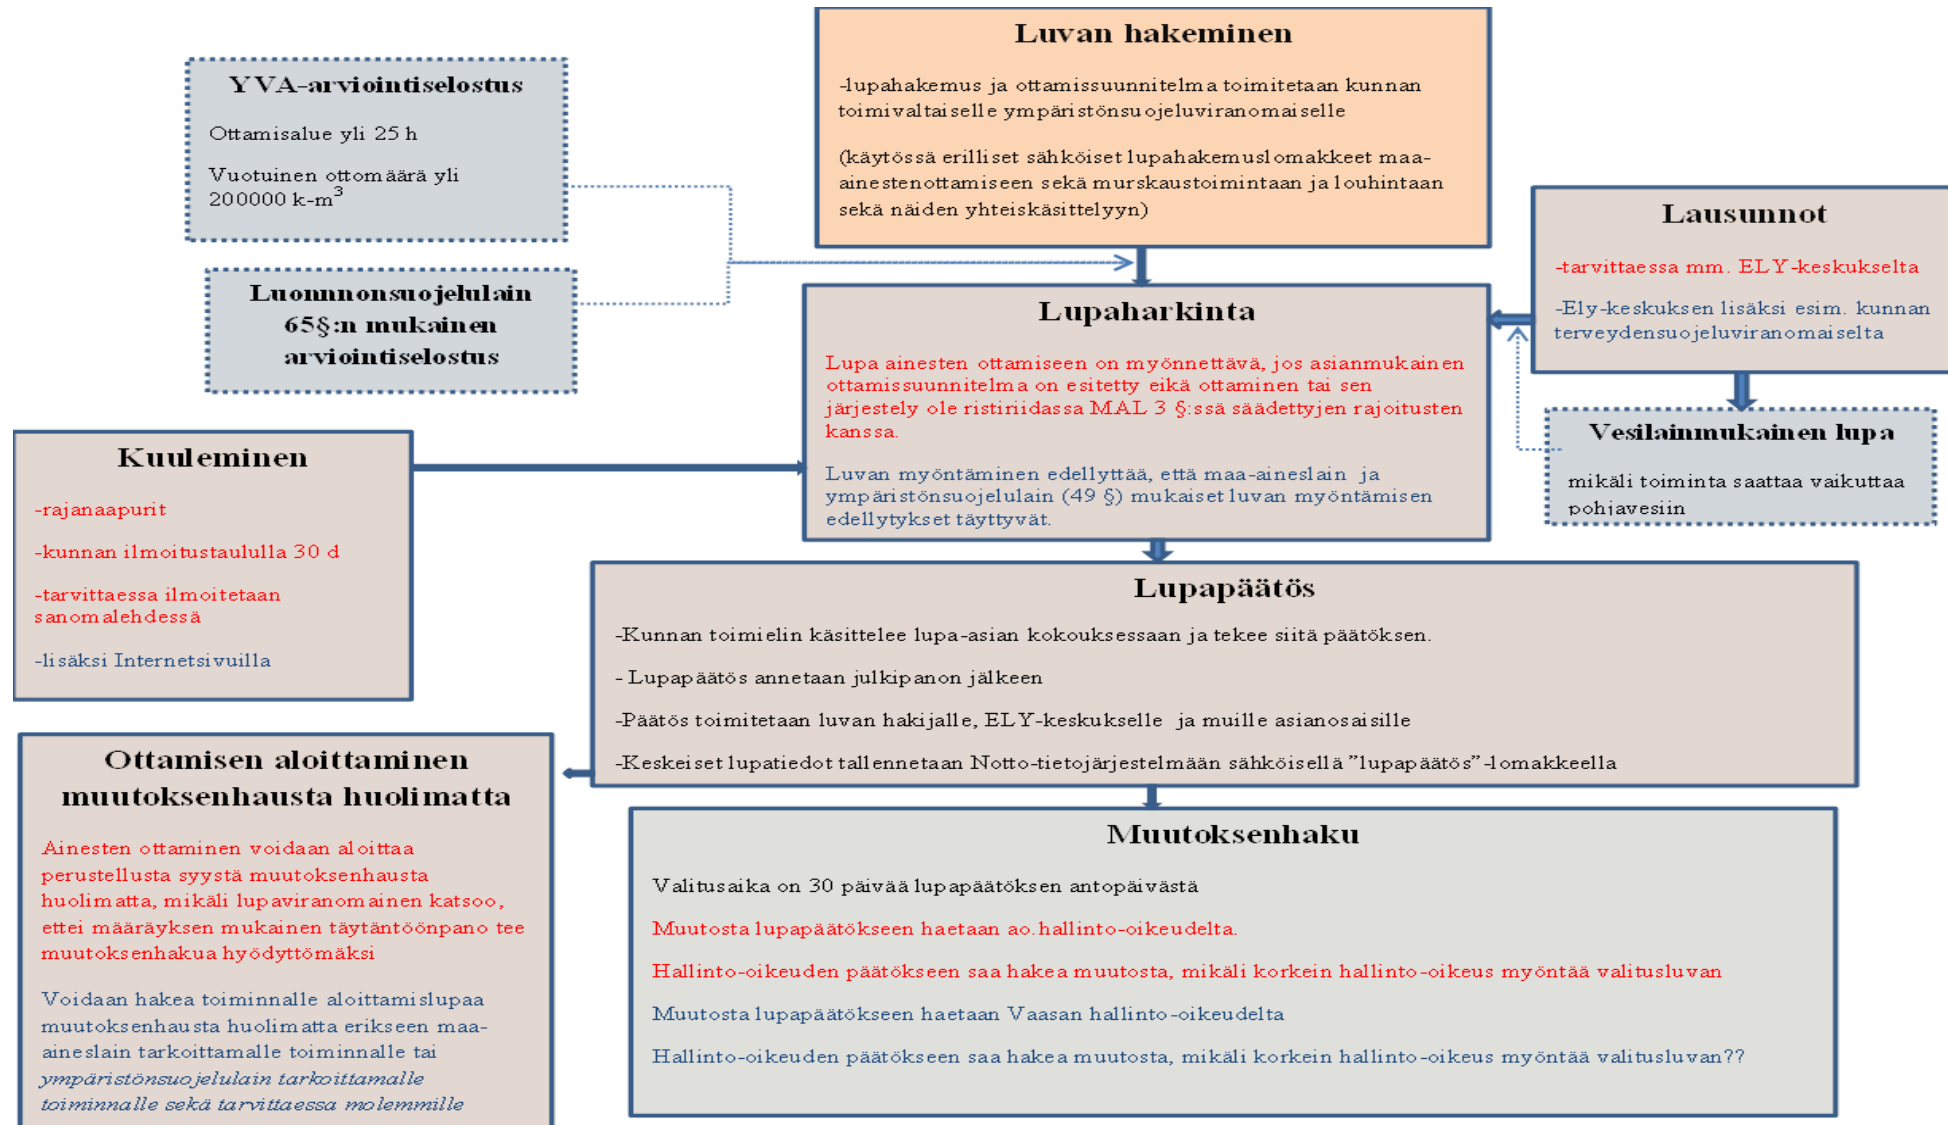 Luvan hakeminen
-lupahakemus ja ottamissuunnitelma toimitetaan kunnan
toimivaltaiselle ympäristönsuojeluviranomaiselle
(käytössä erilliset sähköiset lupahakemuslomakkeet maa-
ainestenottamiseen sekä murskaustoimintaan ja louhintaan
sekä näiden yhteiskäsittelyyn)
YVA-arviointiselostus
Ottamisalue yli 25 h
Vuotuinen ottomäärä yli
200000 k-m³
Luonnnonsuojelulain
65§:n mukainen
arviointiselostus
Lausunnot
-tarvittaessa mm. ELY-keskukselta
-Ely-keskuksen lisäksi esim. kunnan
terveydensuojeluviranomaiselta
Lupaharkinta
Lupa ainesten ottamiseen on myönnettävä, jos asianmukainen
ottamissuunnitelma on esitetty eikä ottaminen tai sen
järjestely ole ristiriidassa MAL 3 §:ssä säädettyjen rajoitusten
kanssa.
Luvan myöntäminen edellyttää, että maa-aineslain ja
ympäristönsuojelulain (49 §) mukaiset luvan myöntämisen
edellytykset täyttyvät.
Vesilainmukainen lupa
mikäli toiminta saattaa vaikuttaa
pohjavesiin
Kuuleminen
-rajanaapurit
-kunnan ilmoitustaululla 30 d
-tarvittaessa ilmoitetaan
sanomalehdessä
-lisäksi Internetsivuilla
Lupapäätös
-Kunnan toimielin käsittelee lupa-asian kokouksessaan ja tekee siitä päätöksen.
- Lupapäätös annetaan julkipanon jälkeen
-Päätös toimitetaan luvan hakijalle, ELY-keskukselle ja muille asianosaisille
-Keskeiset lupatiedot tallennetaan Notto-tietojärjestelmään sähköisellä ”lupapäätös”-lomakkeella
Ottamisen aloittaminen
muutoksenhausta huolimatta
Ainesten ottaminen voidaan aloittaa
perustellusta syystä muutoksenhausta
huolimatta, mikäli lupaviranomainen katsoo,
ettei määräyksen mukainen täytäntöönpano tee
muutoksenhakua hyödyttömäksi
Voidaan hakea toiminnalle aloittamislupaa
muutoksenhausta huolimatta erikseen maa-
aineslain tarkoittamalle toiminnalle tai
ympäristönsuojelulain tarkoittamalle
toiminnalle sekä tarvittaessa molemmille
Muutoksenhaku
Valitusaika on 30 päivää lupapäätöksen antopäivästä
Muutosta lupapäätökseen haetaan ao.hallinto-oikeudelta.
Hallinto-oikeuden päätökseen saa hakea muutosta, mikäli korkein hallinto-oikeus myöntää valitusluvan
Muutosta lupapäätökseen haetaan Vaasan hallinto-oikeudelta
Hallinto-oikeuden päätökseen saa hakea muutosta, mikäli korkein hallinto-oikeus myöntää valitusluvan??